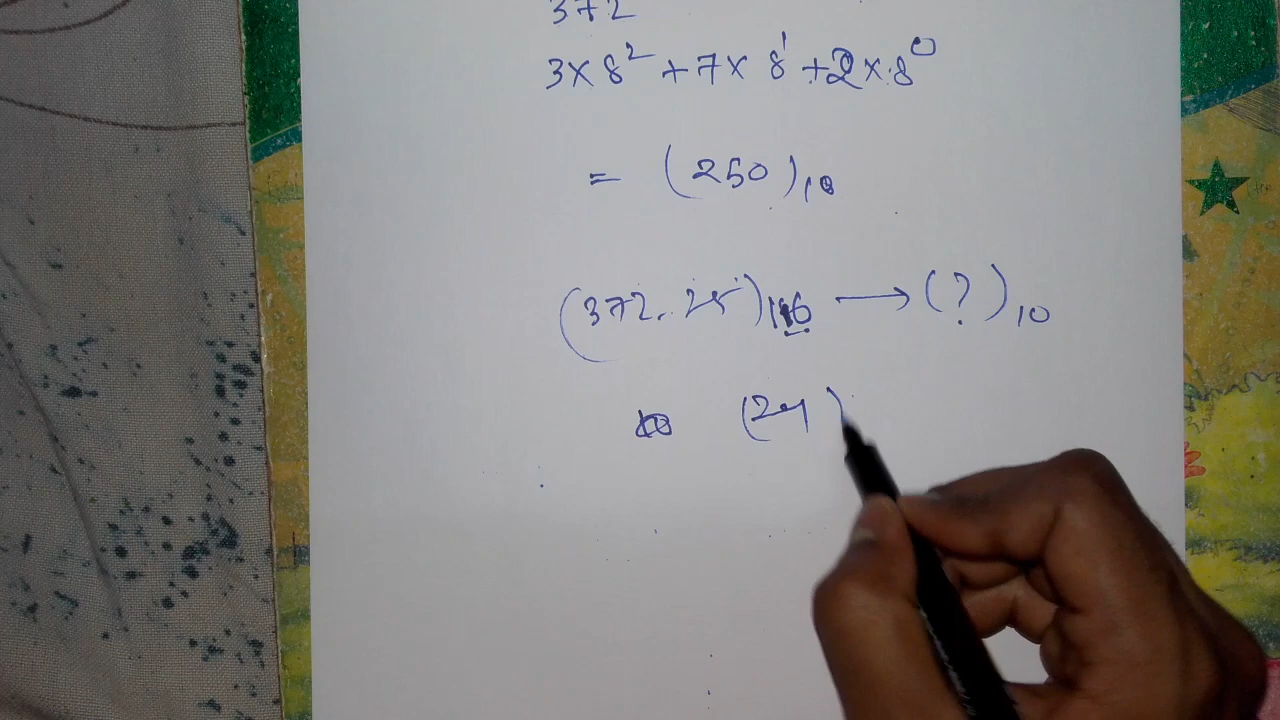 372
3×8² +7× 8¹ +2×8⁰
= (250)₁₀
(372.25)₁₆ → (?)₁₀
(24)